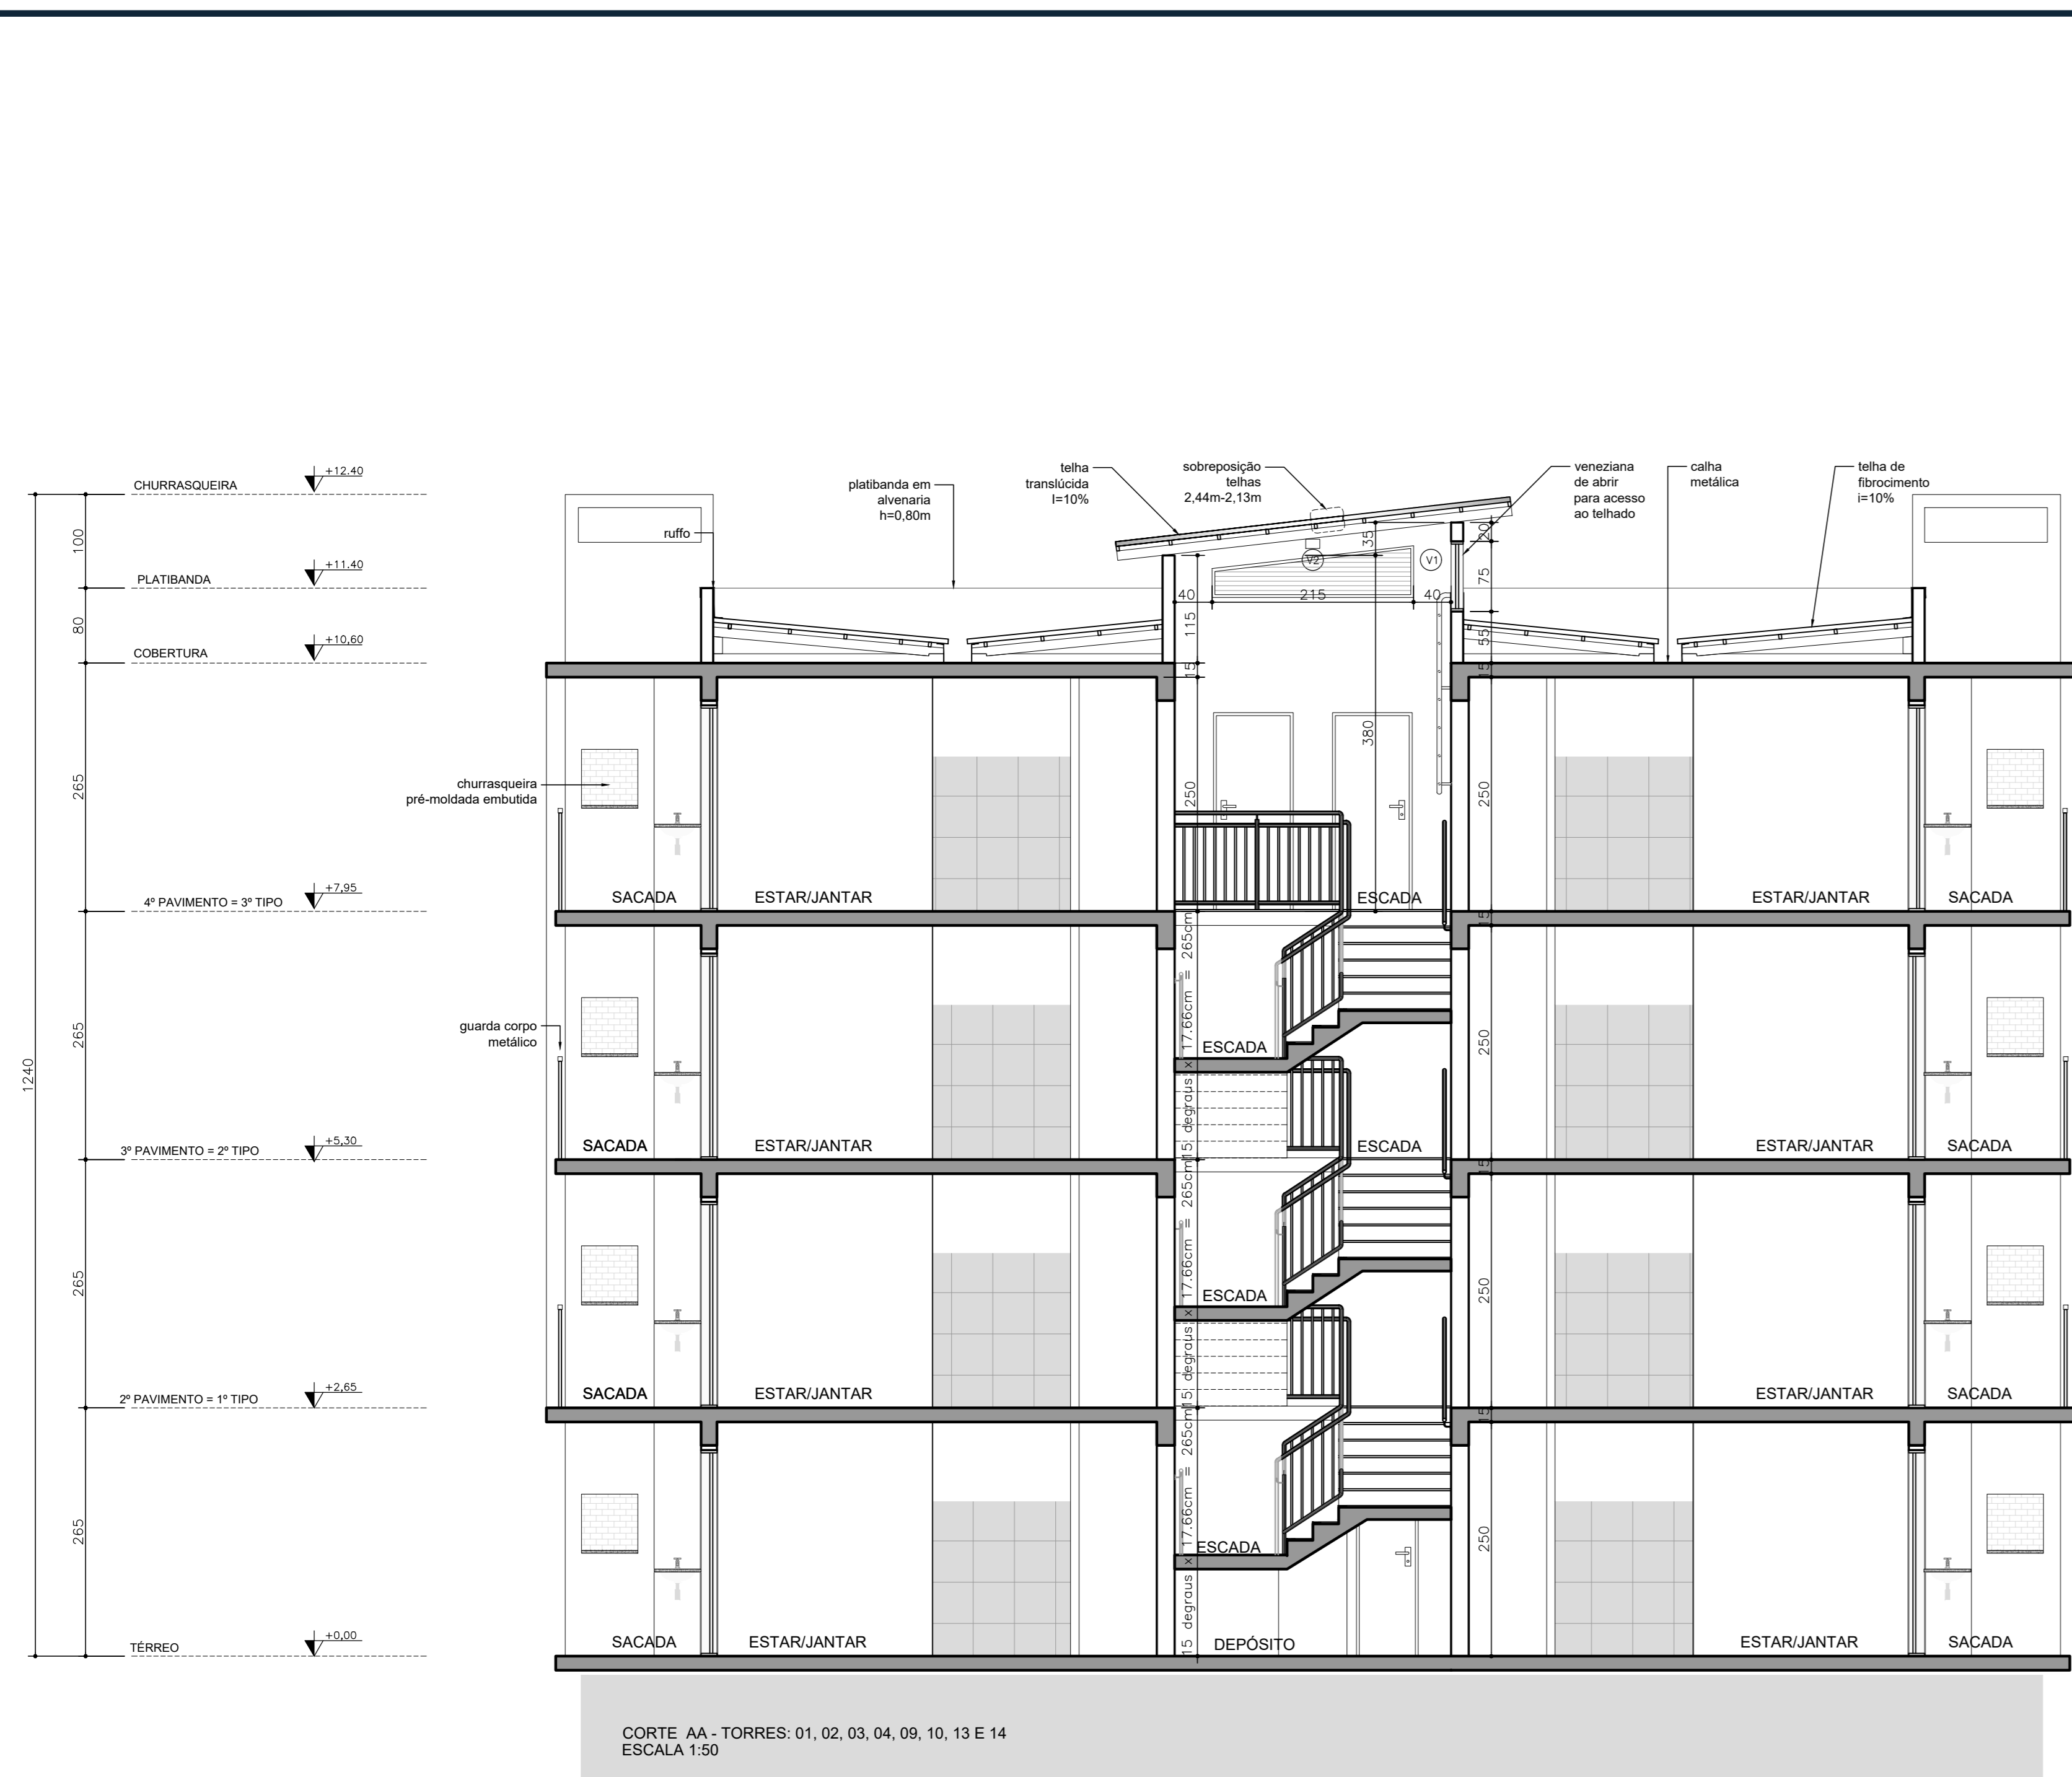 CHURRASQUEIRA
+12.40
PLATIBANDA
+11.40
COBERTURA
+10,60
4º PAVIMENTO = 3º TIPO
+7,95
3º PAVIMENTO = 2º TIPO
+5,30
2º PAVIMENTO = 1º TIPO
+2,65
TÉRREO
+0,00
1240
100
80
265
265
265
265
ruffo
platibanda em
alvenaria
h=0,80m
telha
translúcida
I=10%
sobreposição
telhas
2,44m-2,13m
veneziana
de abrir
para acesso
ao telhado
calha
metálica
telha de
fibrocimento
i=10%
churrasqueira
pré-moldada embutida
guarda corpo
metálico
V2
V1
40
215
40
35
20
75
55
15
115
15
380
250
250
SACADA
ESTAR/JANTAR
ESCADA
ESTAR/JANTAR
SACADA
15
15 degraus x 17.66cm = 265cm
250
ESCADA
SACADA
ESTAR/JANTAR
ESCADA
ESTAR/JANTAR
SACADA
15
15 degraus x 17.66cm = 265cm
250
ESCADA
SACADA
ESTAR/JANTAR
ESTAR/JANTAR
SACADA
15
15 degraus x 17.66cm = 265cm
250
ESCADA
SACADA
ESTAR/JANTAR
DEPÓSITO
ESTAR/JANTAR
SACADA
CORTE AA - TORRES: 01, 02, 03, 04, 09, 10, 13 E 14
ESCALA 1:50